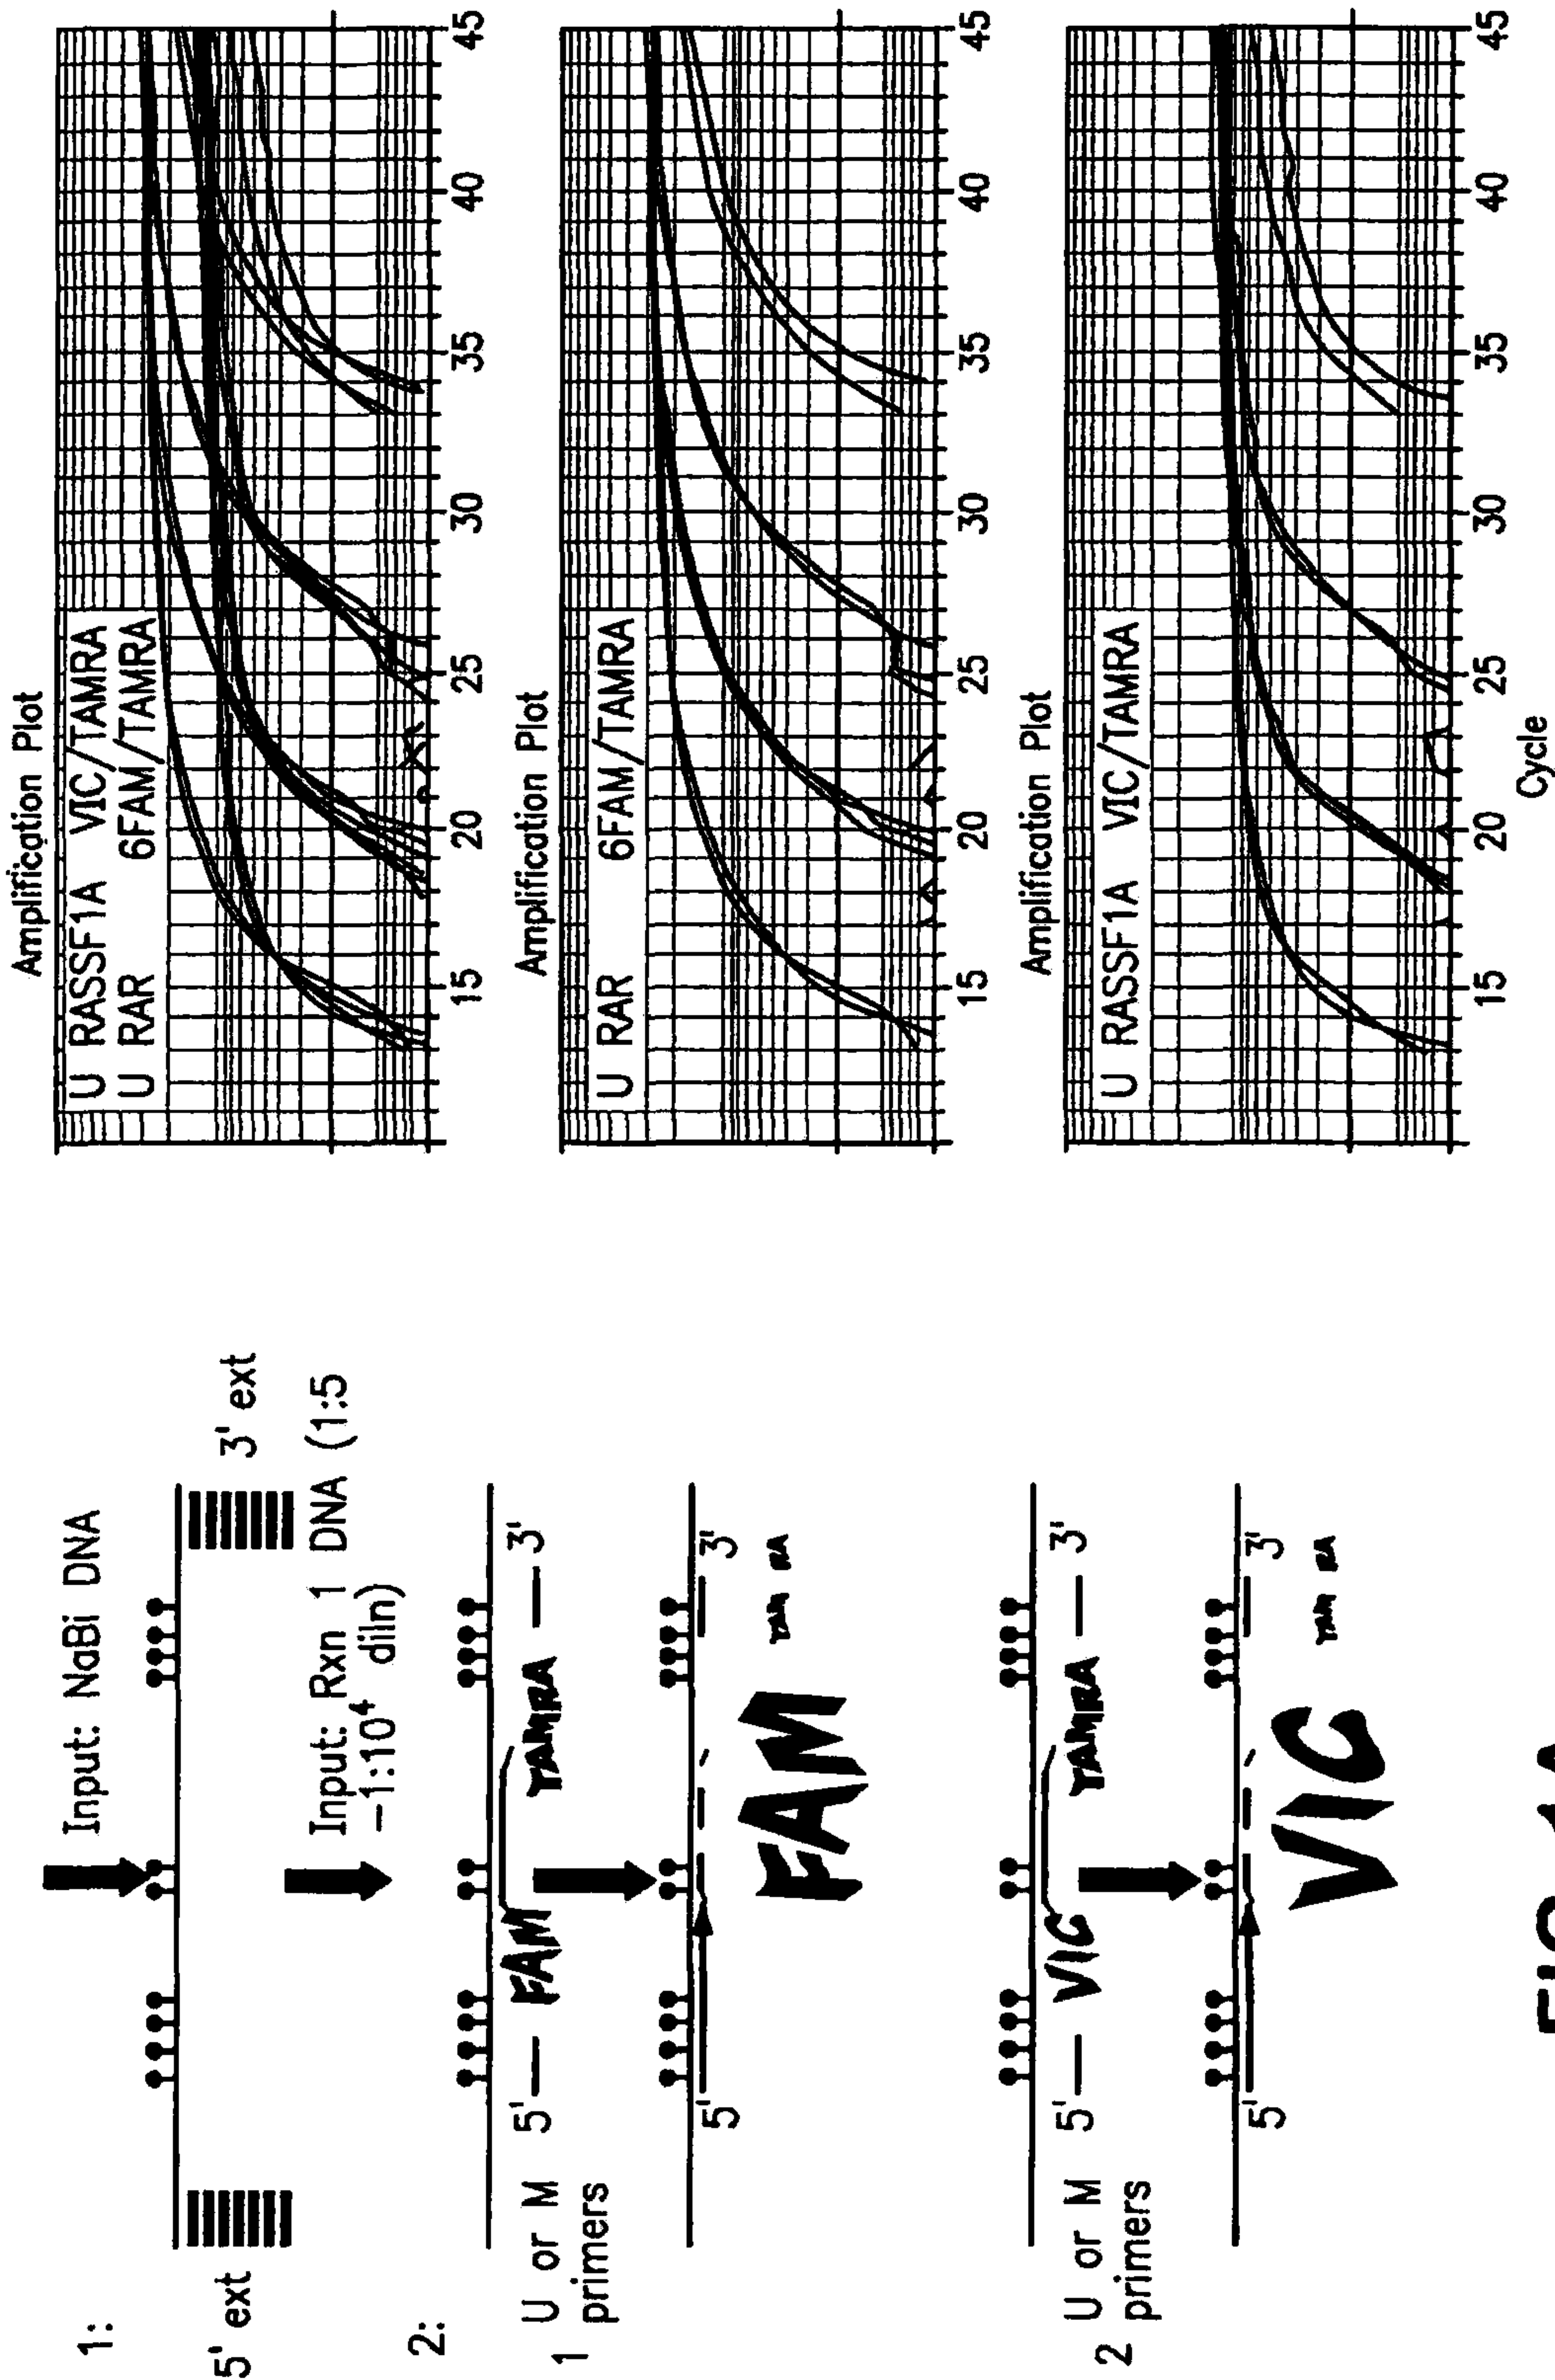 1:
Input: NaBi DNA
5' ext
3' ext
2:
Input: Rxn 1 DNA (1:5
-1:10⁴ diln)
1 U or M
primers
5' FAM TAMRA 3'
5' 3'
FAM TAM RA
2 U or M
primers
5' VIC TAMRA 3'
5' 3'
VIC TAM RA
Amplification Plot
U RASSF1A VIC/TAMRA
U RAR 6FAM/TAMRA
15 20 25 30 35 40 45
Amplification Plot
U RAR 6FAM/TAMRA
15 20 25 30 35 40 45
Amplification Plot
U RASSF1A VIC/TAMRA
15 20 25 30 35 40 45
Cycle